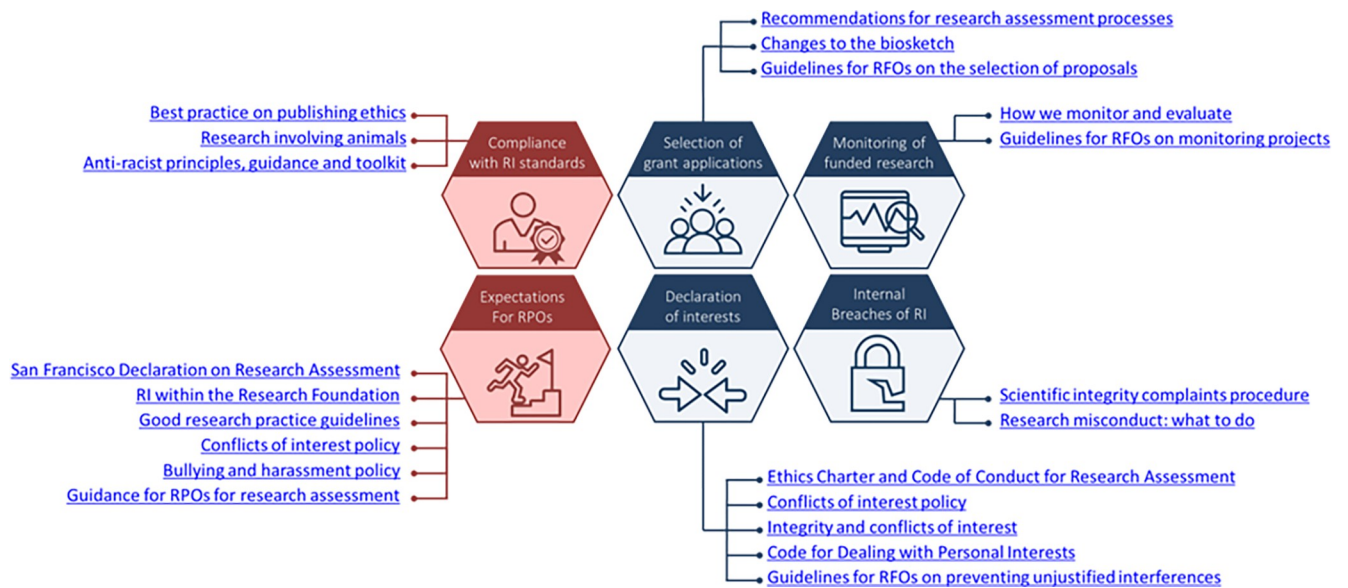 Recommendations for research assessment processes
Changes to the biosketch
Guidelines for RFOs on the selection of proposals
Best practice on publishing ethics
Research involving animals
Anti-racist principles, guidance and toolkit
Compliance
with RI standards
Selection of
grant applications
Monitoring of
funded research
How we monitor and evaluate
Guidelines for RFOs on monitoring projects
Expectations
For RPOs
Declaration
of interests
Internal
Breaches of RI
San Francisco Declaration on Research Assessment
RI within the Research Foundation
Good research practice guidelines
Conflicts of interest policy
Bullying and harassment policy
Guidance for RPOs for research assessment
Scientific integrity complaints procedure
Research misconduct: what to do
Ethics Charter and Code of Conduct for Research Assessment
Conflicts of interest policy
Integrity and conflicts of interest
Code for Dealing with Personal Interests
Guidelines for RFOs on preventing unjustified interferences